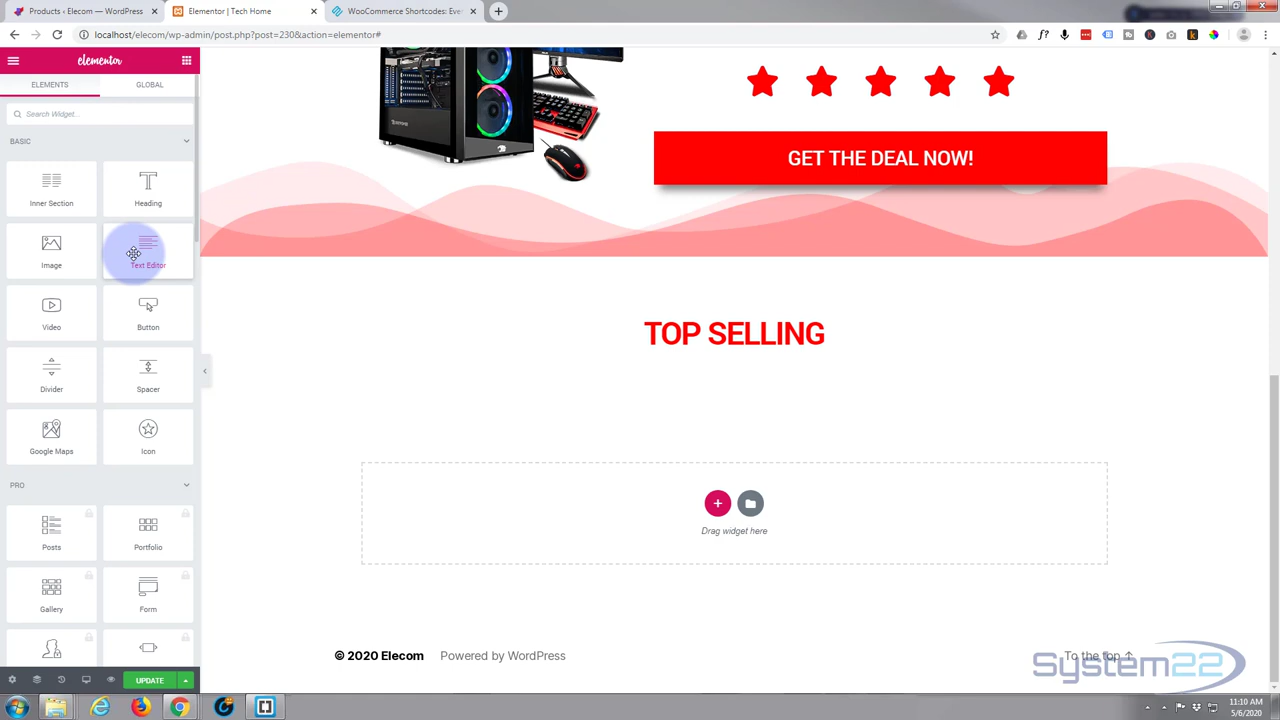 Products ‹ Elecom — WordPress
Elementor | Tech Home
WooCommerce Shortcodes: Eve
localhost/elecom/wp-admin/post.php?post=230&action=elementor#
elementor
ELEMENTS
GLOBAL
Search Widget...
BASIC
Inner Section
Heading
Image
Text Editor
Video
Button
Divider
Spacer
Google Maps
Icon
PRO
Posts
Portfolio
Gallery
Form
UPDATE
GET THE DEAL NOW!
TOP SELLING
Drag widget here
© 2020 Elecom
Powered by WordPress
To the top ↑
System22
11:10 AM
5/6/2020